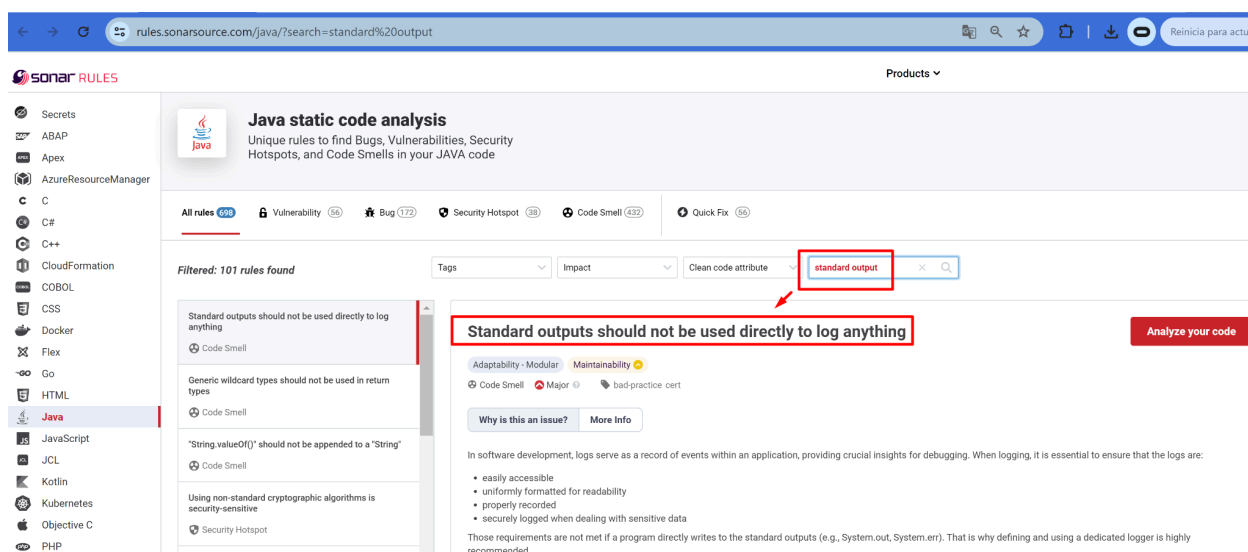 rules.sonarsource.com/java/?search=standard%20output
Reinicia para actu
sonar RULES
Products
Secrets
ABAP
Apex
AzureResourceManager
C
C#
C++
CloudFormation
COBOL
CSS
Docker
Flex
Go
HTML
Java
JavaScript
JCL
Kotlin
Kubernetes
Objective C
PHP
Java
Java static code analysis
Unique rules to find Bugs, Vulnerabilities, Security
Hotspots, and Code Smells in your JAVA code
All rules 698 Vulnerability 56 Bug 172 Security Hotspot 38 Code Smell 432 Quick Fix 56
Filtered: 101 rules found
Tags Impact Clean code attribute standard output
Standard outputs should not be used directly to log
anything
Code Smell
Generic wildcard types should not be used in return
types
Code Smell
"String.valueOf()" should not be appended to a "String"
Code Smell
Using non-standard cryptographic algorithms is
security-sensitive
Security Hotspot
Standard outputs should not be used directly to log anything
Analyze your code
Adaptability - Modular Maintainability
Code Smell Major bad-practice cert
Why is this an issue? More Info
In software development, logs serve as a record of events within an application, providing crucial insights for debugging. When logging, it is essential to ensure that the logs are:
• easily accessible
• uniformly formatted for readability
• properly recorded
• securely logged when dealing with sensitive data
Those requirements are not met if a program directly writes to the standard outputs (e.g., System.out, System.err). That is why defining and using a dedicated logger is highly
recommended